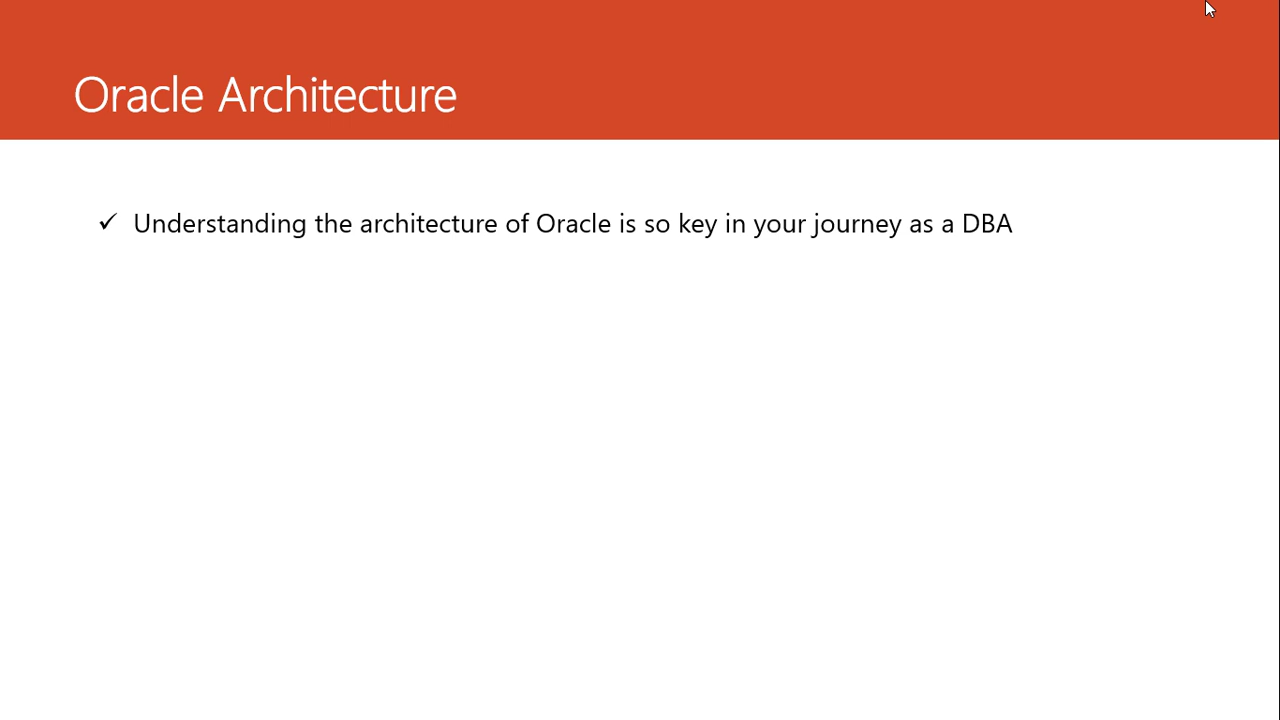 Oracle Architecture
✓ Understanding the architecture of Oracle is so key in your journey as a DBA